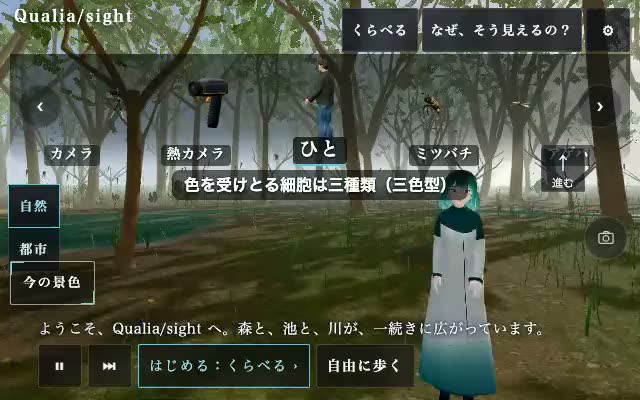 Qualia/sight
くらべる
なぜ、そう見えるの？
カメラ
熱カメラ
ひと
ミツバチ
進む
色を受けとる細胞は三種類（三色型）
自然
都市
今の景色
ようこそ、Qualia/sight へ。森と、池と、川が、一続きに広がっています。
はじめる：くらべる ›
自由に歩く